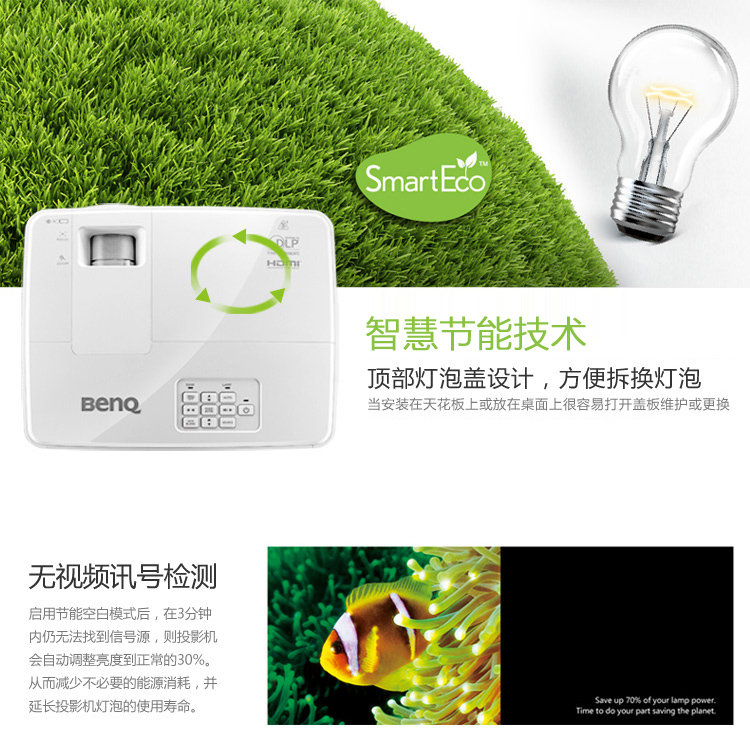 SmartEco™
DLP
HDMI
BenQ
智慧节能技术
顶部灯泡盖设计，方便拆换灯泡
当安装在天花板上或放在桌面上很容易打开盖板维护或更换
无视频讯号检测
启用节能空白模式后，在3分钟
内仍无法找到信号源，则投影机
会自动调整亮度到正常的30%。
从而减少不必要的能源消耗，并
延长投影机灯泡的使用寿命。
Save up 70% of your lamp power.
Time to do your part saving the planet.